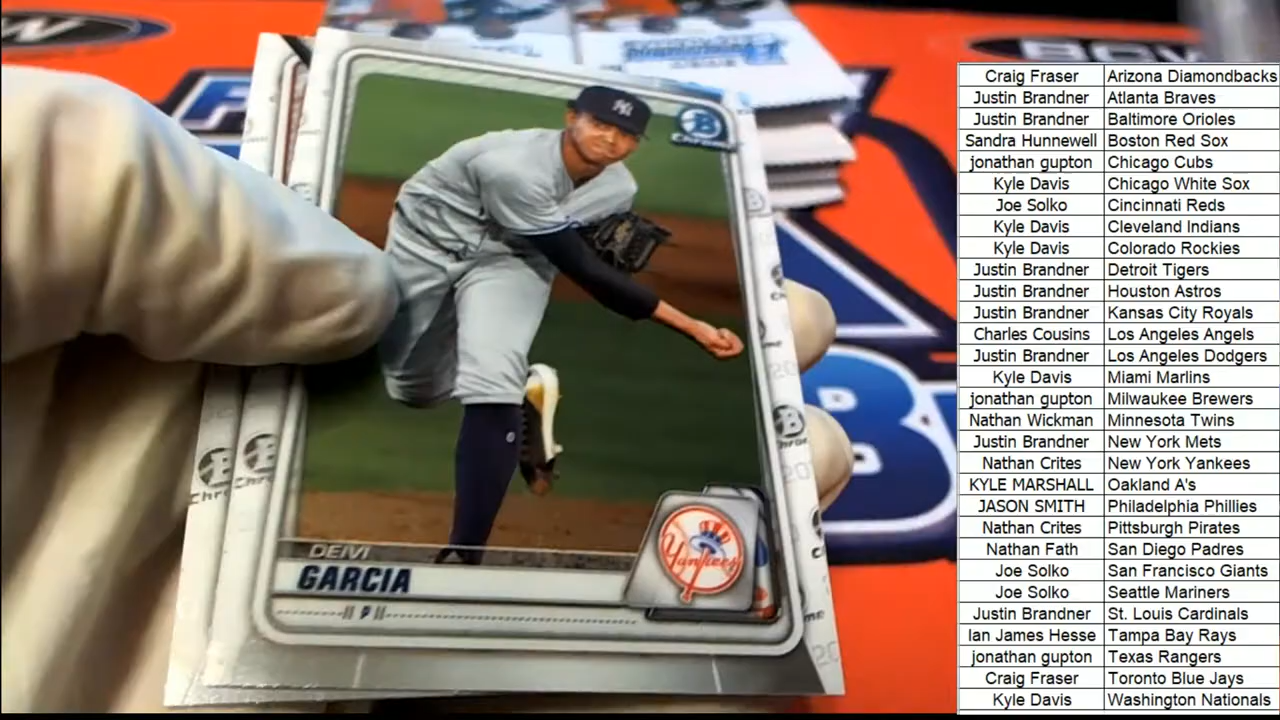 CHROME
DEIVI
GARCIA
P
Yankees
NY
B
Craig Fraser Arizona Diamondbacks
Justin Brandner Atlanta Braves
Justin Brandner Baltimore Orioles
Sandra Hunnewell Boston Red Sox
jonathan gupton Chicago Cubs
Kyle Davis Chicago White Sox
Joe Solko Cincinnati Reds
Kyle Davis Cleveland Indians
Kyle Davis Colorado Rockies
Justin Brandner Detroit Tigers
Justin Brandner Houston Astros
Justin Brandner Kansas City Royals
Charles Cousins Los Angeles Angels
Justin Brandner Los Angeles Dodgers
Kyle Davis Miami Marlins
jonathan gupton Milwaukee Brewers
Nathan Wickman Minnesota Twins
Justin Brandner New York Mets
Nathan Crites New York Yankees
KYLE MARSHALL Oakland A's
JASON SMITH Philadelphia Phillies
Nathan Crites Pittsburgh Pirates
Nathan Fath San Diego Padres
Joe Solko San Francisco Giants
Joe Solko Seattle Mariners
Justin Brandner St. Louis Cardinals
Ian James Hesse Tampa Bay Rays
jonathan gupton Texas Rangers
Craig Fraser Toronto Blue Jays
Kyle Davis Washington Nationals